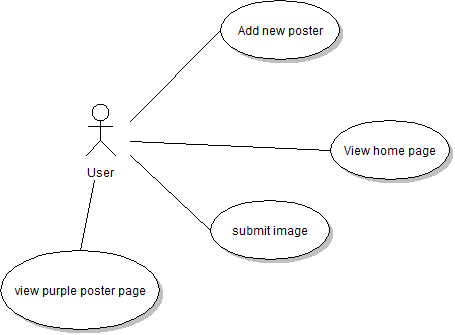 Add new poster
View home page
User
submit image
view purple poster page